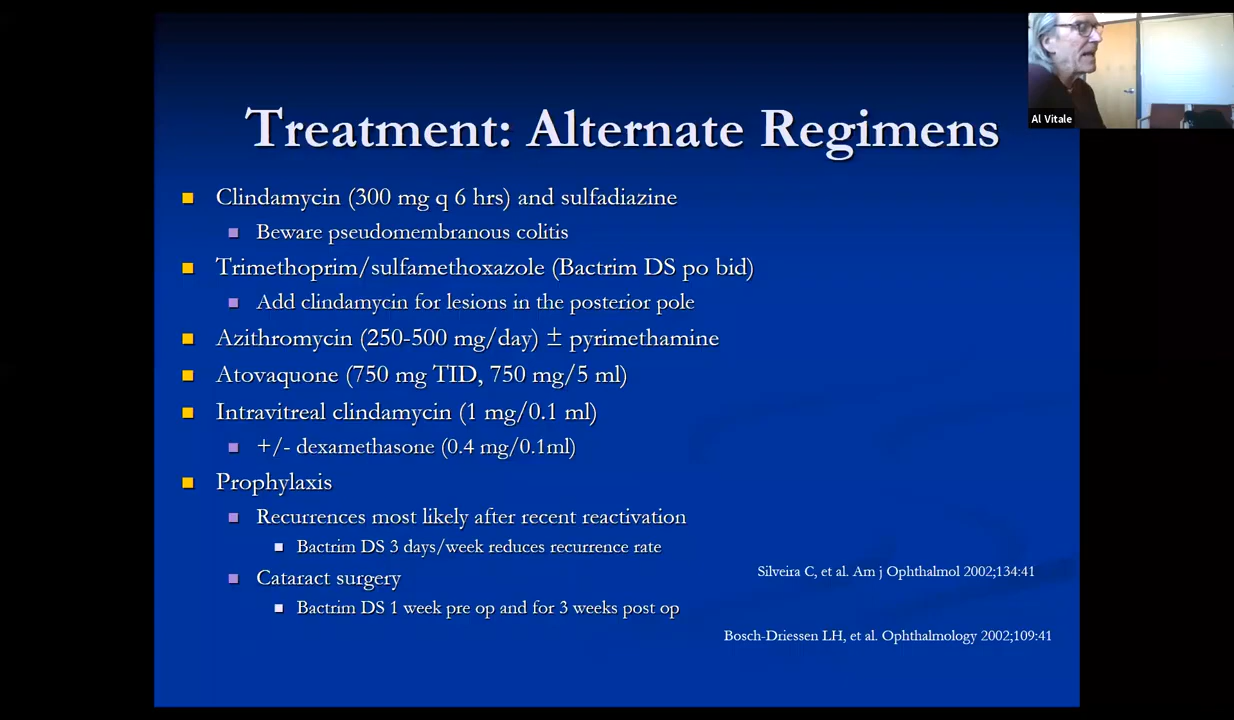 Al Vitale
Treatment: Alternate Regimens
Clindamycin (300 mg q 6 hrs) and sulfadiazine
Beware pseudomembranous colitis
Trimethoprim/sulfamethoxazole (Bactrim DS po bid)
Add clindamycin for lesions in the posterior pole
Azithromycin (250-500 mg/day) ± pyrimethamine
Atovaquone (750 mg TID, 750 mg/5 ml)
Intravitreal clindamycin (1 mg/0.1 ml)
+/- dexamethasone (0.4 mg/0.1ml)
Prophylaxis
Recurrences most likely after recent reactivation
Bactrim DS 3 days/week reduces recurrence rate
Silveira C, et al. Am j Ophthalmol 2002;134:41
Cataract surgery
Bactrim DS 1 week pre op and for 3 weeks post op
Bosch-Driessen LH, et al. Ophthalmology 2002;109:41